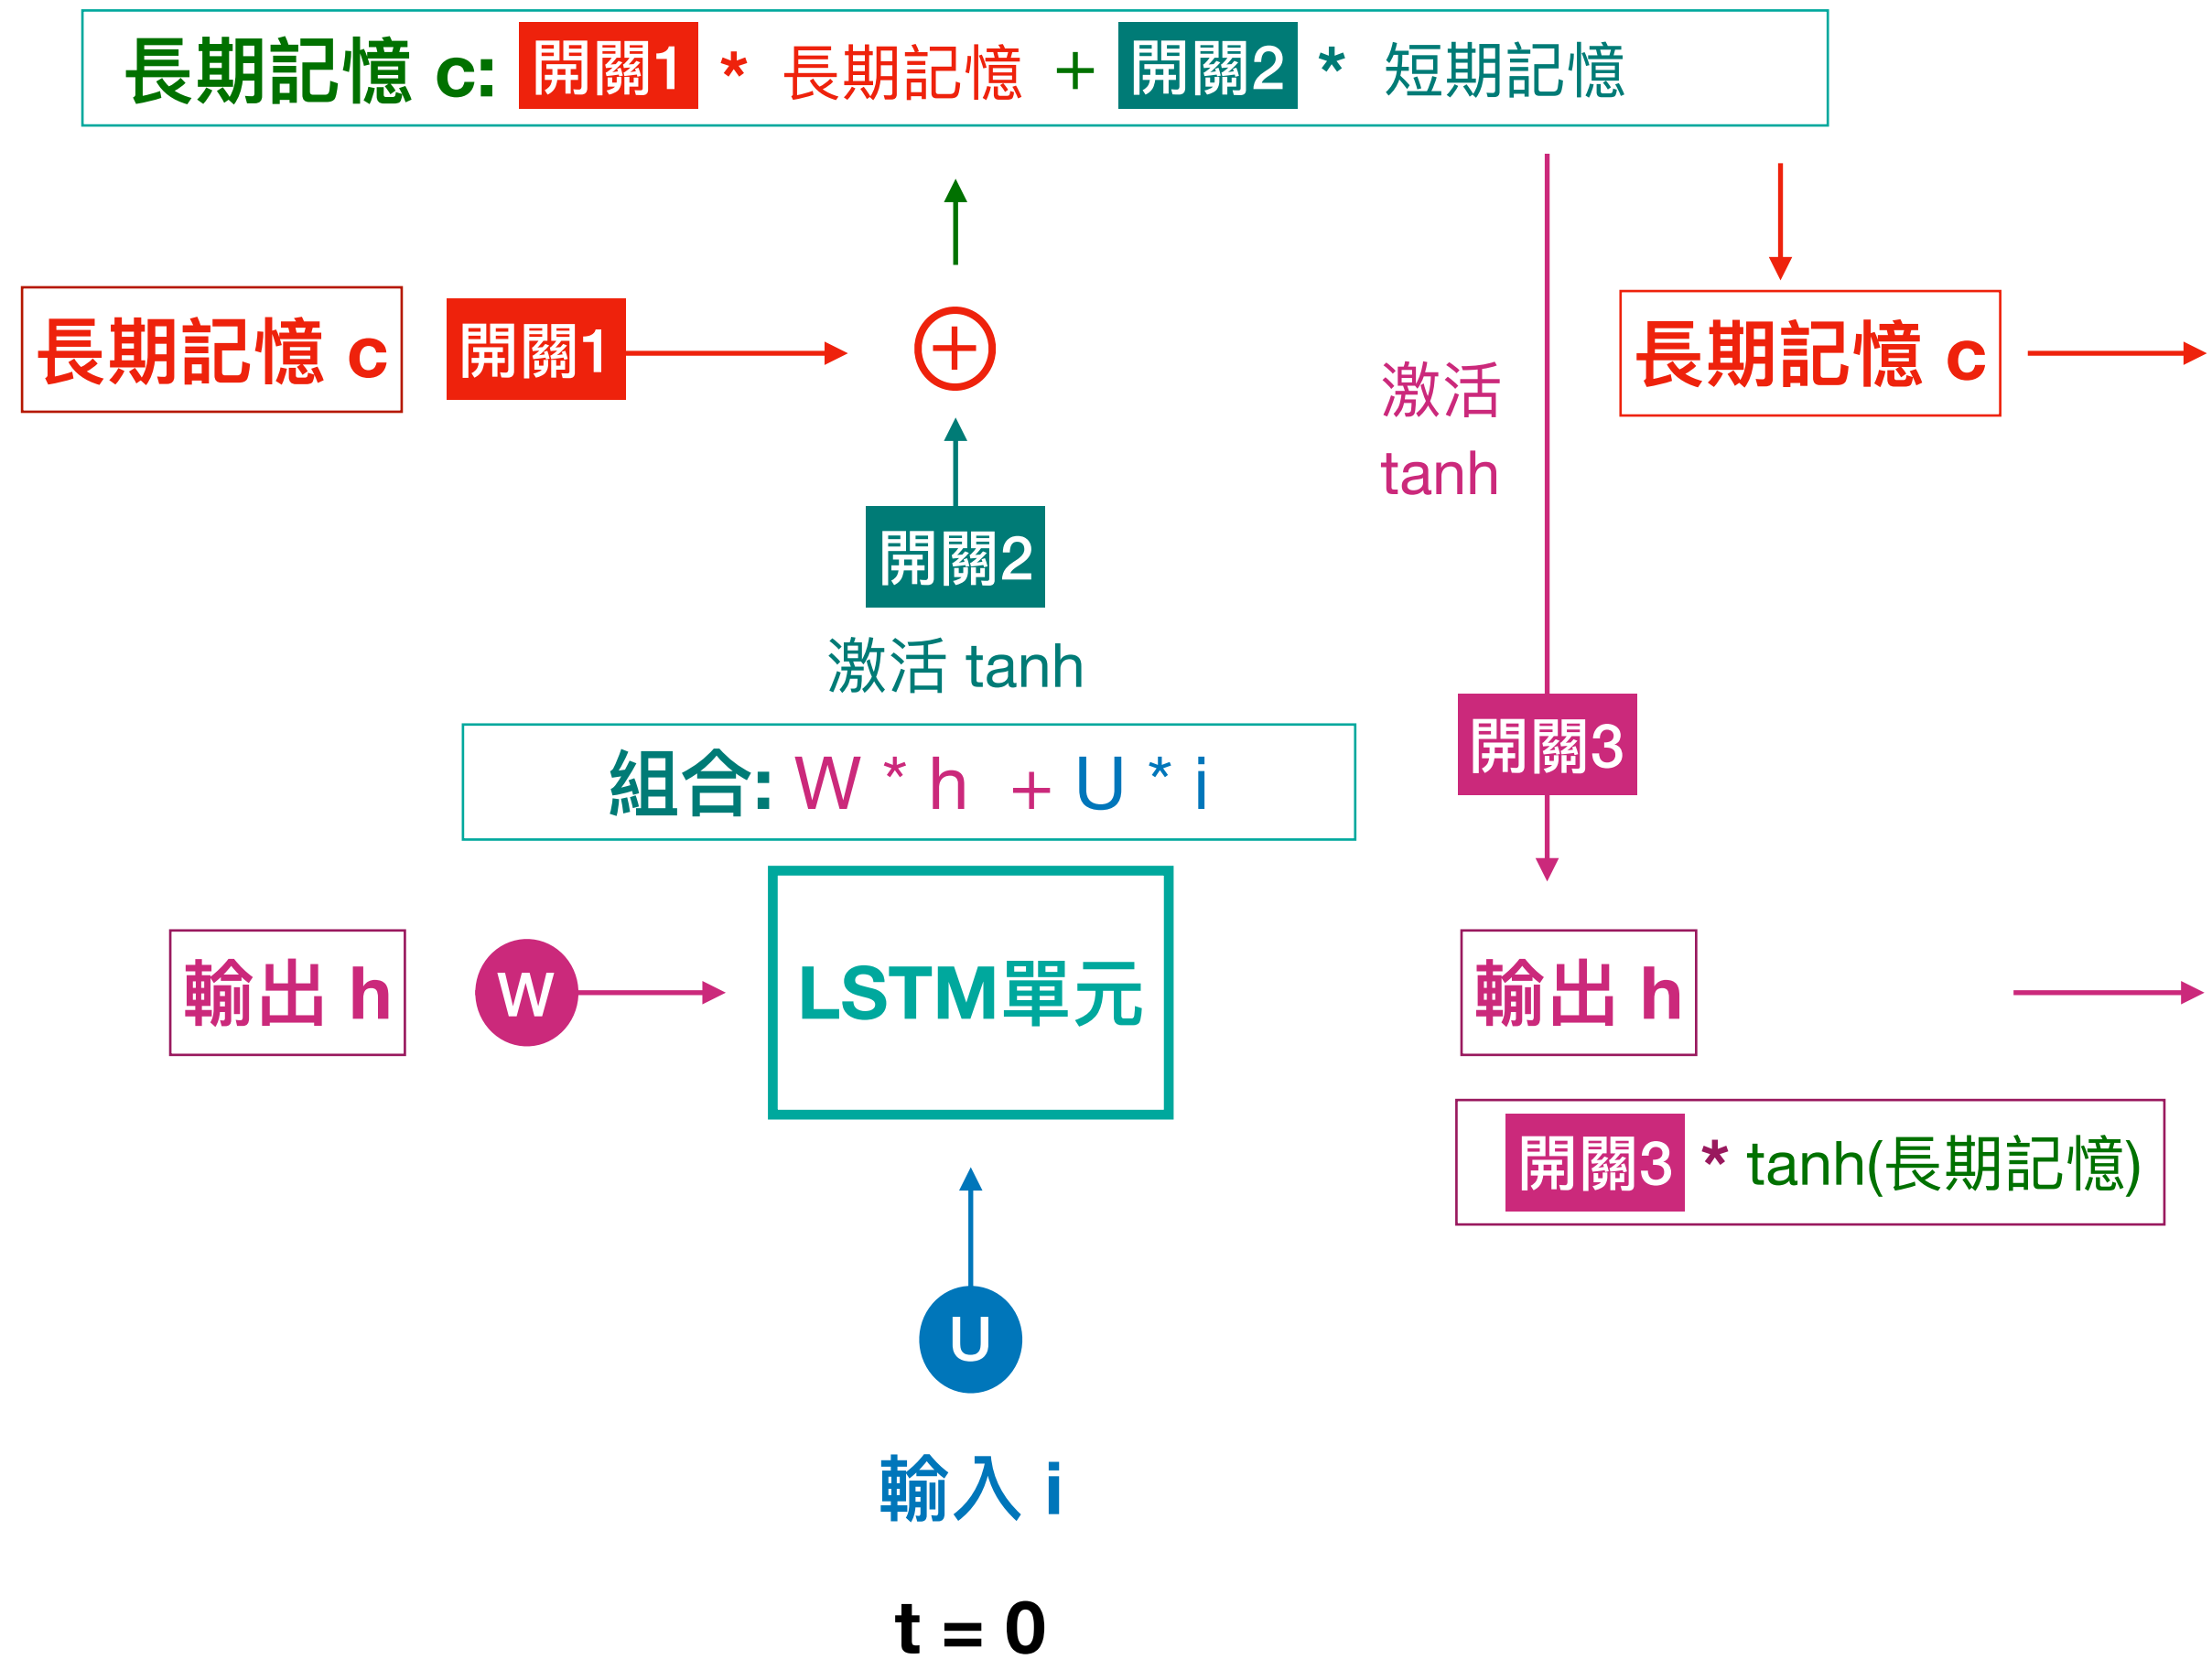 長期記憶 c: 開關1 * 長期記憶 + 開關2 * 短期記憶
長期記憶 c
開關1
+
長期記憶 c
激活
tanh
開關2
激活 tanh
開關3
組合: W * h + U * i
輸出 h
W
LSTM單元
輸出 h
開關3 * tanh(長期記憶)
U
輸入 i
t = 0